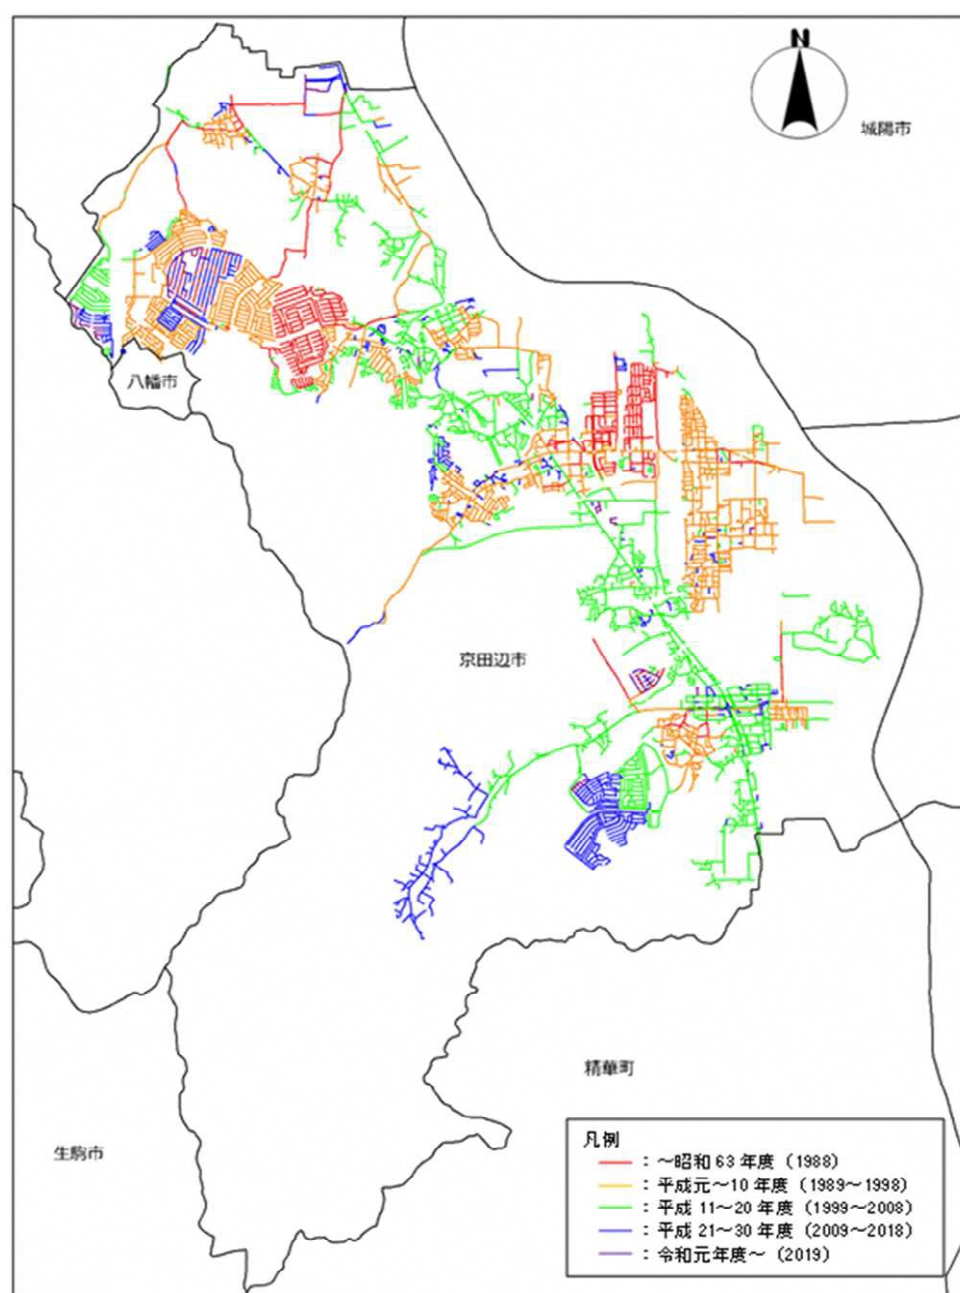 N
城陽市
八幡市
京田辺市
精華町
生駒市
凡例
：～昭和 63 年度（1988）
：平成元～10 年度（1989～1998）
：平成 11～20 年度（1999～2008）
：平成 21～30 年度（2009～2018）
：令和元年度～（2019）